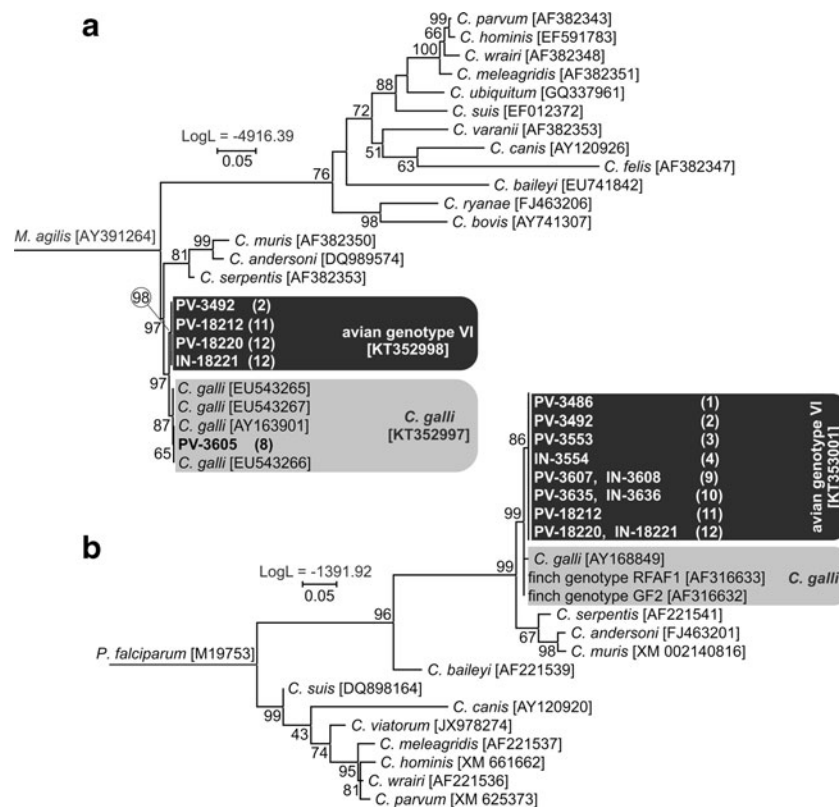 a
99 C. parvum [AF382343]
66 C. hominis [EF591783]
C. wrairi [AF382348]
100 C. meleagridis [AF382351]
88 C. ubiquitum [GQ337961]
C. suis [EF012372]
72 C. varanii [AF382353]
LogL = -4916.39
0.05
51 C. canis [AY120926]
63 C. felis [AF382347]
76 C. baileyi [EU741842]
C. ryanae [FJ463206]
98 C. bovis [AY741307]
M. agilis [AY391264]
99 C. muris [AF382350]
81 C. andersoni [DQ989574]
C. serpentis [AF382353]
98
97
PV-3492 (2)
PV-18212 (11)
PV-18220 (12)
IN-18221 (12)
avian genotype VI
[KT352998]
97
C. galli [EU543265]
C. galli [EU543267]
87 C. galli [AY163901]
PV-3605 (8)
65 C. galli [EU543266]
C. galli
[KT352997]
b
86
PV-3486 (1)
PV-3492 (2)
PV-3553 (3)
IN-3554 (4)
PV-3607, IN-3608 (9)
PV-3635, IN-3636 (10)
PV-18212 (11)
PV-18220, IN-18221 (12)
avian genotype VI
[KT353001]
99
99
C. galli [AY168849]
finch genotype RFAF1 [AF316633]
finch genotype GF2 [AF316632]
C. galli
LogL = -1391.92
0.05
C. serpentis [AF221541]
67 C. andersoni [FJ463201]
98 C. muris [XM 002140816]
96
P. falciparum [M19753]
C. baileyi [AF221539]
C. suis [DQ898164]
99 C. canis [AY120920]
43 C. viatorum [JX978274]
74 C. meleagridis [AF221537]
C. hominis [XM 661662]
95 C. wrairi [AF221536]
81 C. parvum [XM 625373]